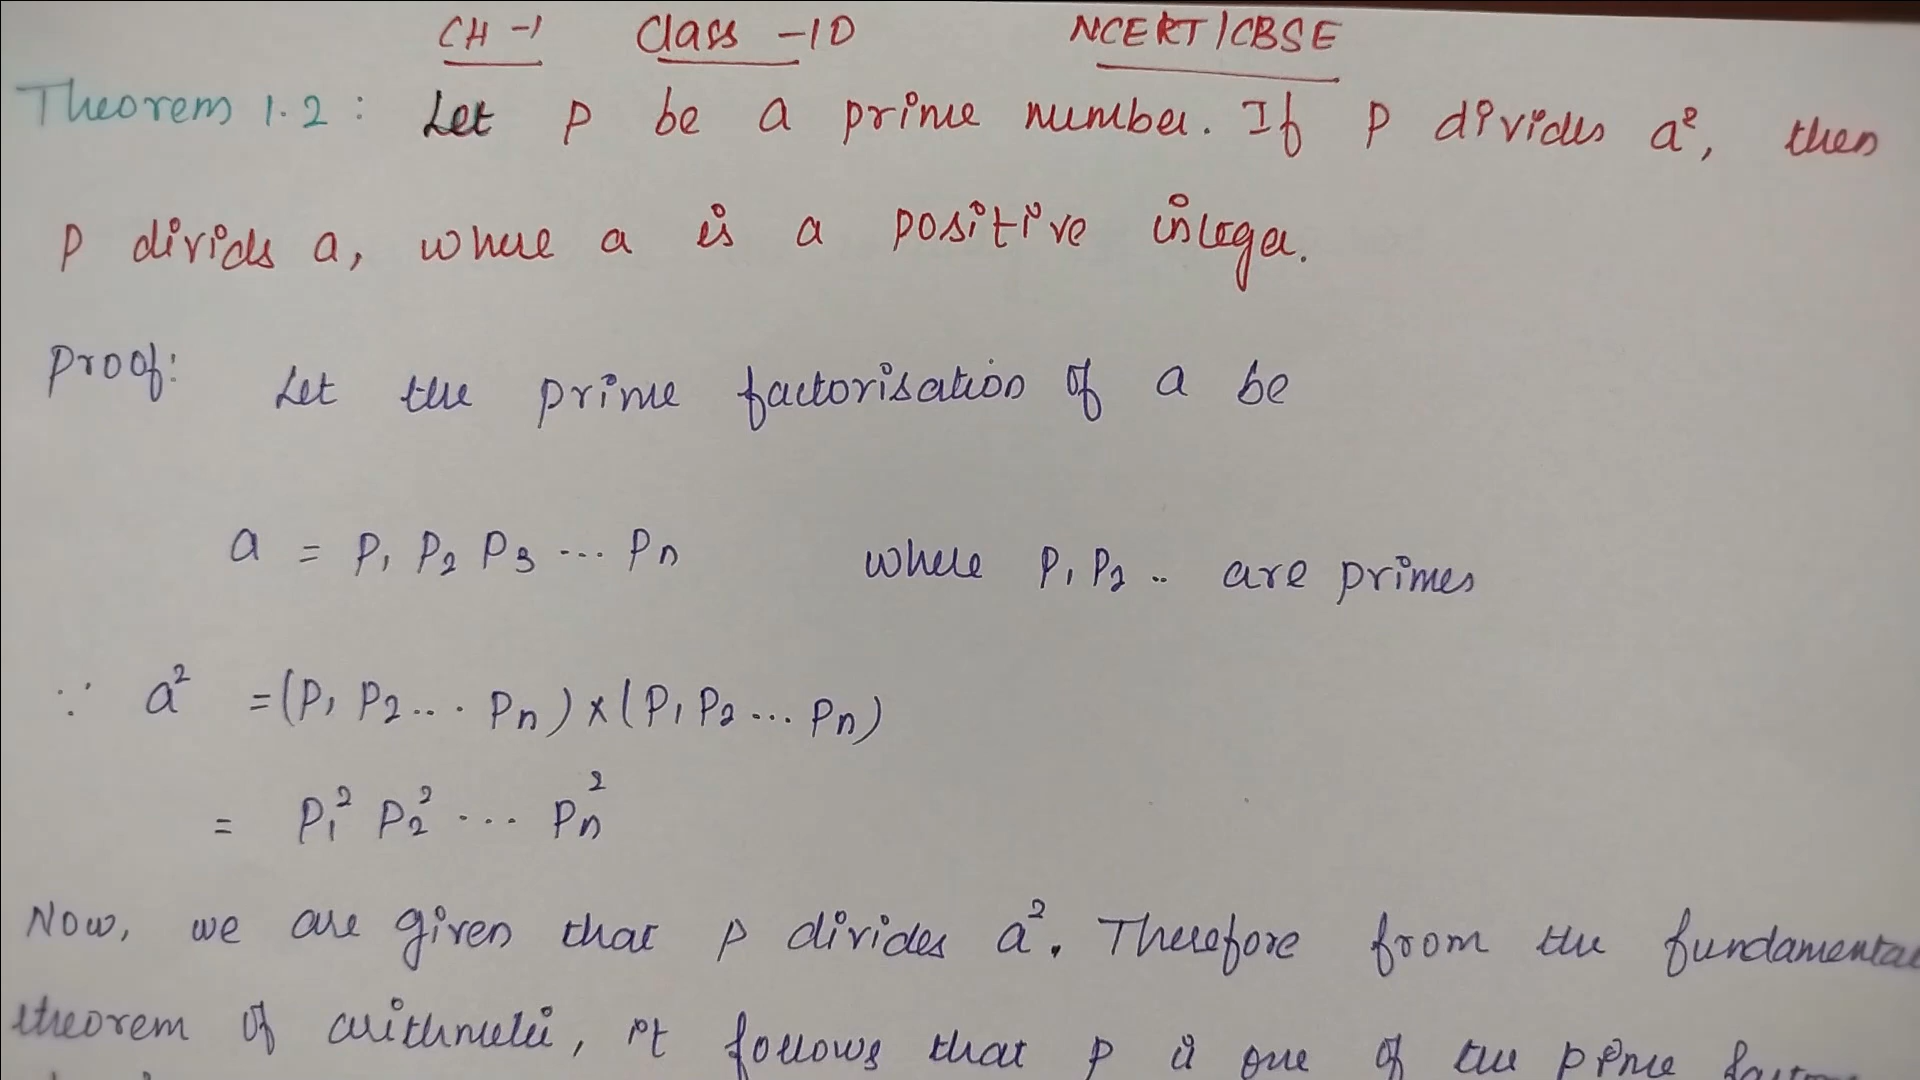 CH-1 Class-10 NCERT/CBSE
Theorem 1.2: Let p be a prime number. If p divides a², then
p divides a, where a is a positive integer.
Proof: Let the prime factorisation of a be
a = p₁ p₂ p₃ ... pₙ where p₁ p₂ .. are primes
∵ a² = (p₁ p₂... pₙ) × (p₁ p₂ ... pₙ)
= p₁² p₂² ... pₙ²
Now, we are given that p divides a². Therefore from the fundamental
theorem of arithmetic, it follows that p is one of the prime